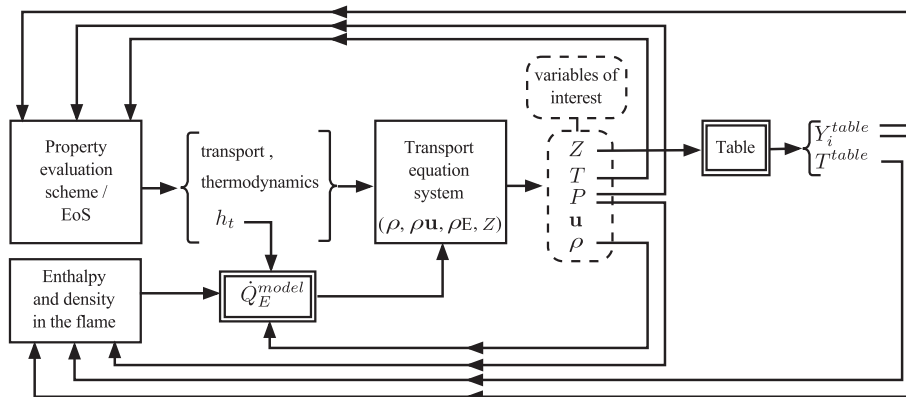 variables of
interest
Property
evaluation
scheme /
EoS
transport ,
thermodynamics
h_t
Transport
equation
system
(ρ, ρu, ρE, Z)
Z
T
P
u
ρ
Table
Y_i^{table}
T^{table}
Enthalpy
and density
in the flame
Q̇_E^{model}